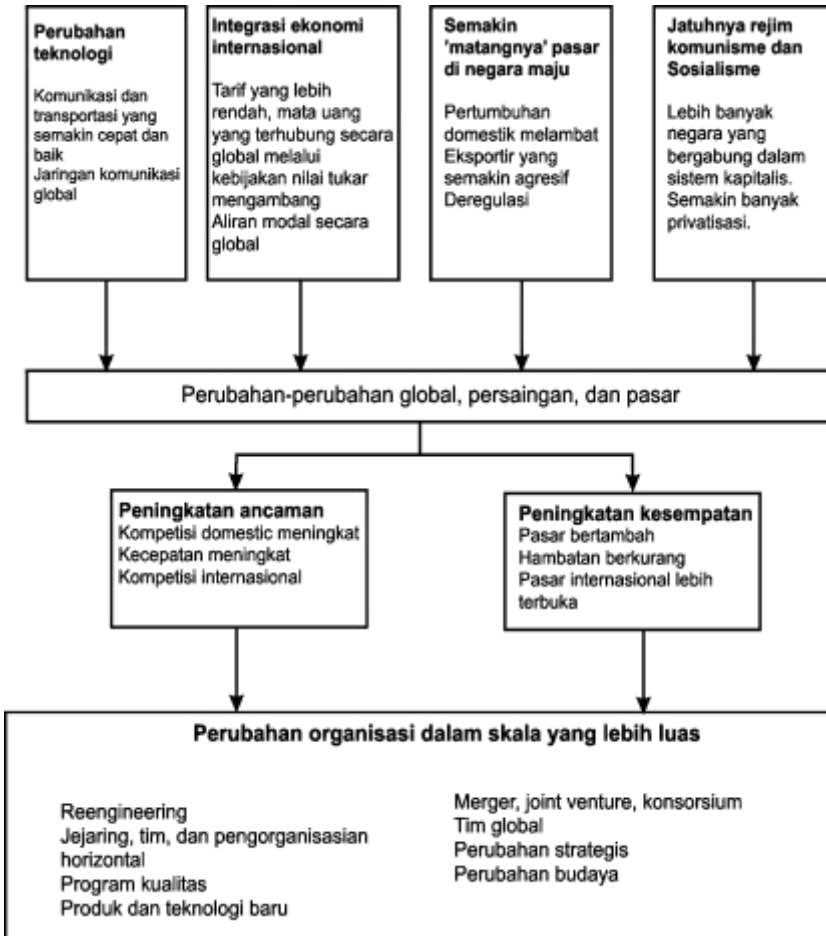 Perubahan
teknologi
Komunikasi dan
transportasi yang
semakin cepat dan
baik
Jaringan komunikasi
global
Integrasi ekonomi
internasional
Tarif yang lebih
rendah, mata uang
yang terhubung secara
global melalui
kebijakan nilai tukar
mengambang
Aliran modal secara
global
Semakin
'matangnya' pasar
di negara maju
Pertumbuhan
domestik melambat
Eksportir yang
semakin agresif
Deregulasi
Jatuhnya rejim
komunisme dan
Sosialisme
Lebih banyak
negara yang
bergabung dalam
sistem kapitalis.
Semakin banyak
privatisasi.
Perubahan-perubahan global, persaingan, dan pasar
Peningkatan ancaman
Kompetisi domestic meningkat
Kecepatan meningkat
Kompetisi internasional
Peningkatan kesempatan
Pasar bertambah
Hambatan berkurang
Pasar internasional lebih
terbuka
Perubahan organisasi dalam skala yang lebih luas
Reengineering
Jejaring, tim, dan pengorganisasian
horizontal
Program kualitas
Produk dan teknologi baru
Merger, joint venture, konsorsium
Tim global
Perubahan strategis
Perubahan budaya